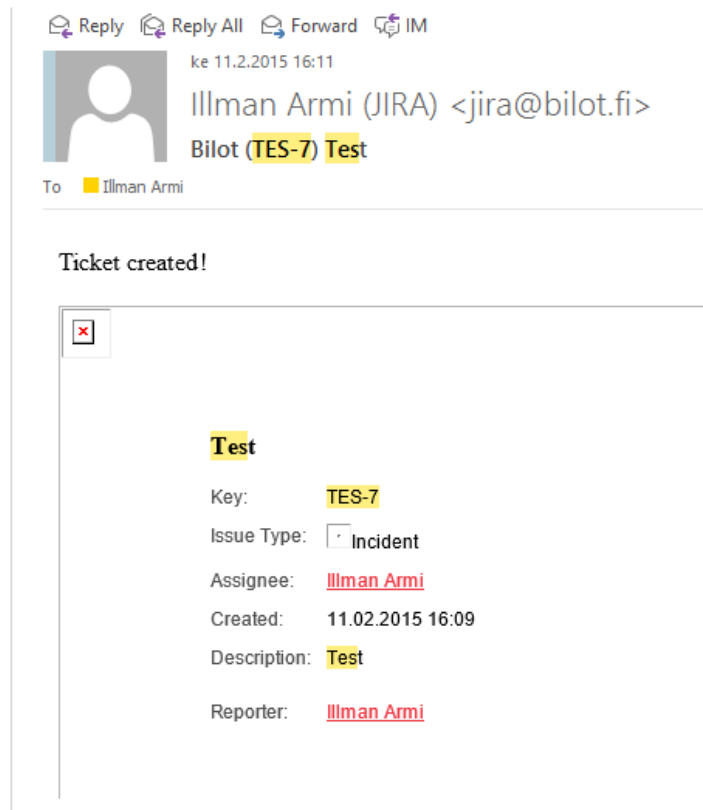 Reply Reply All Forward IM
ke 11.2.2015 16:11
Illman Armi (JIRA) <jira@bilot.fi>
Bilot (TES-7) Test
To Illman Armi
Ticket created!
Test
Key: TES-7
Issue Type: Incident
Assignee: Illman Armi
Created: 11.02.2015 16:09
Description: Test
Reporter: Illman Armi